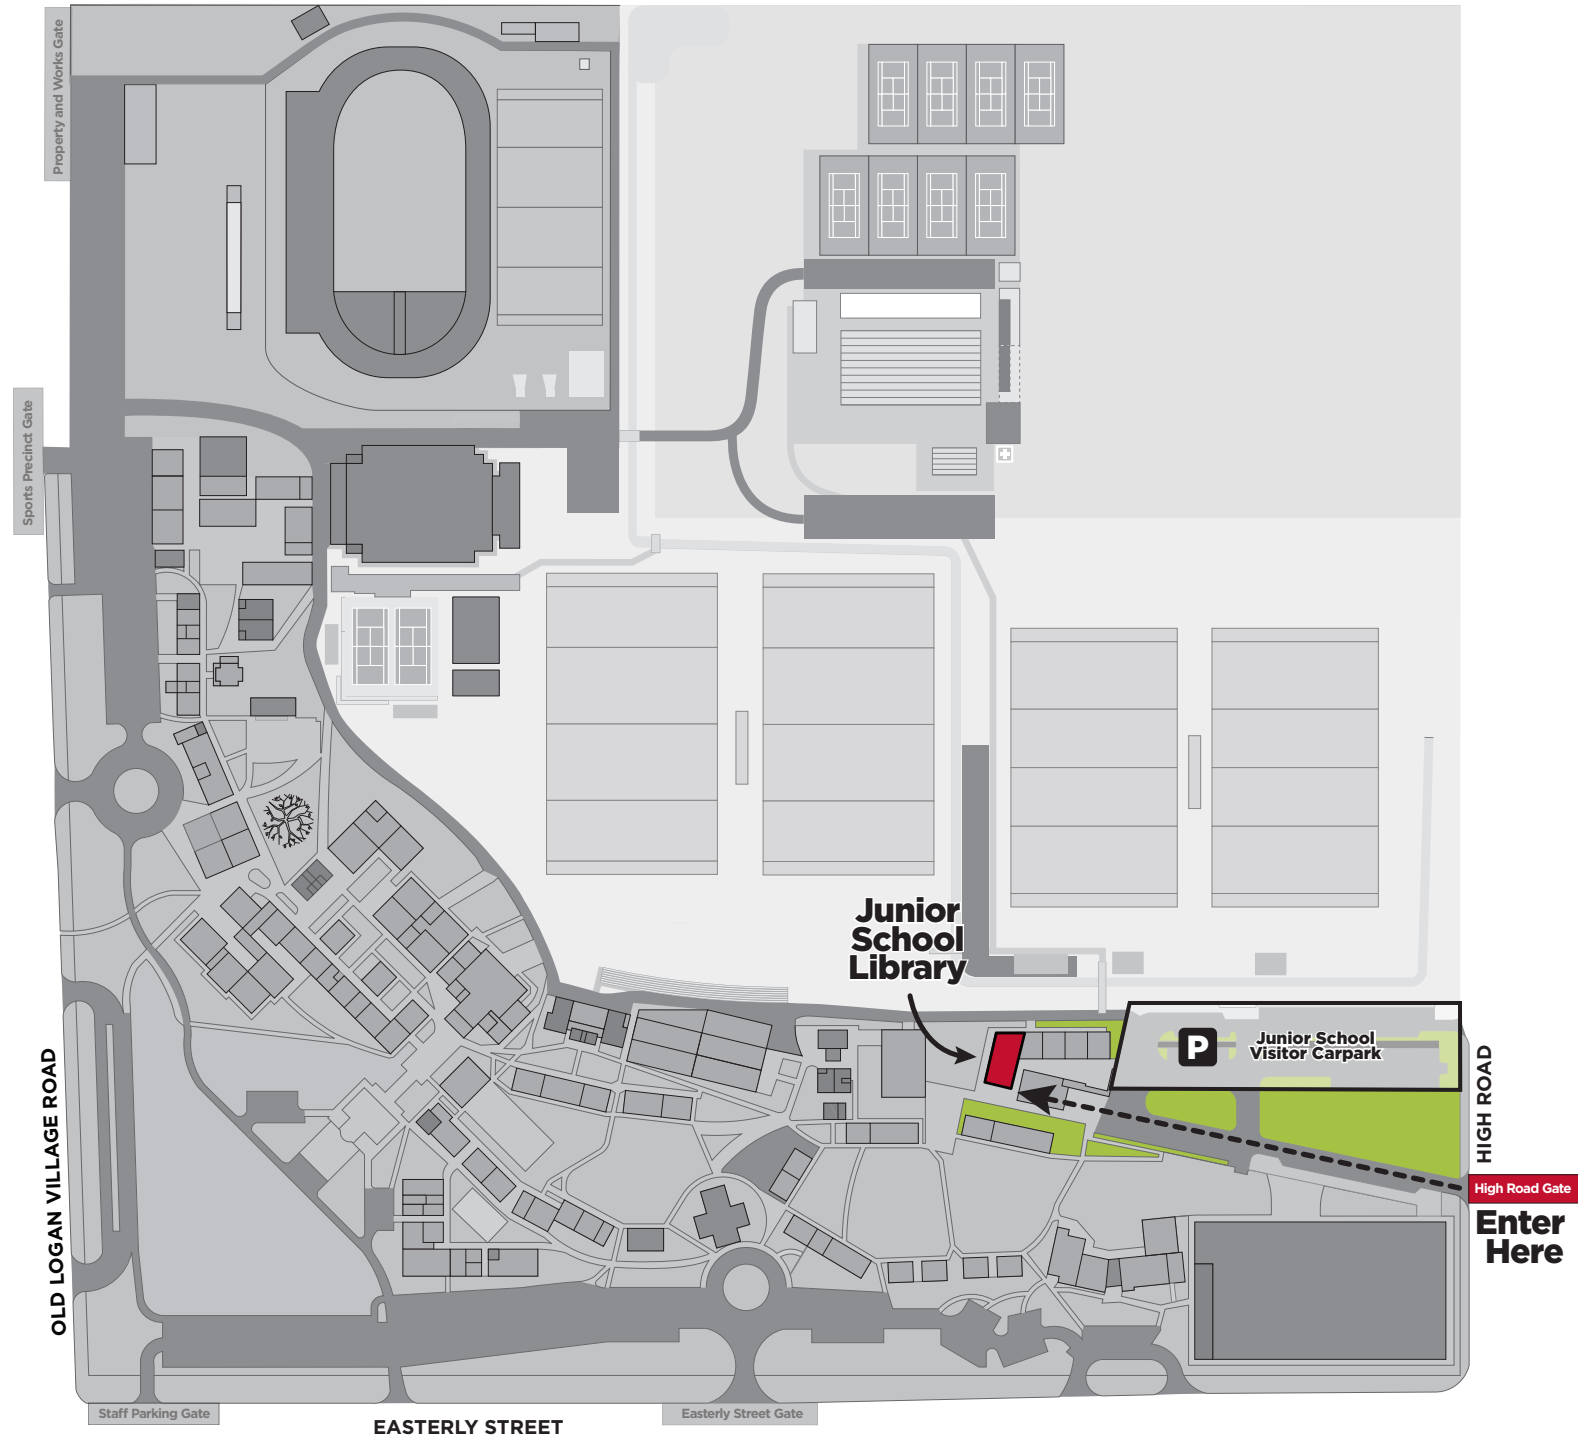 Property and Works Gate
Sports Precinct Gate
Junior
School
Library
P
Junior School
Visitor Carpark
HIGH ROAD
High Road Gate
Enter
Here
OLD LOGAN VILLAGE ROAD
Staff Parking Gate
Easterly Street Gate
EASTERLY STREET